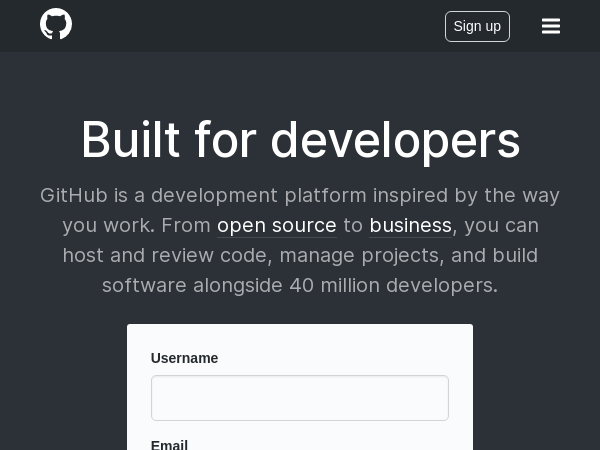 Sign up
Built for developers
GitHub is a development platform inspired by the way
you work. From open source to business, you can
host and review code, manage projects, and build
software alongside 40 million developers.
Username
Email